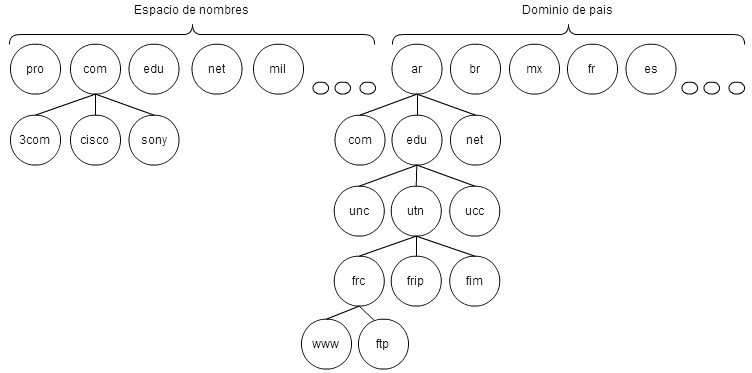 Espacio de nombres Dominio de pais
pro com edu net mil ar br mx fr es
3com cisco sony com edu net
unc utn ucc
frc frip fim
www ftp